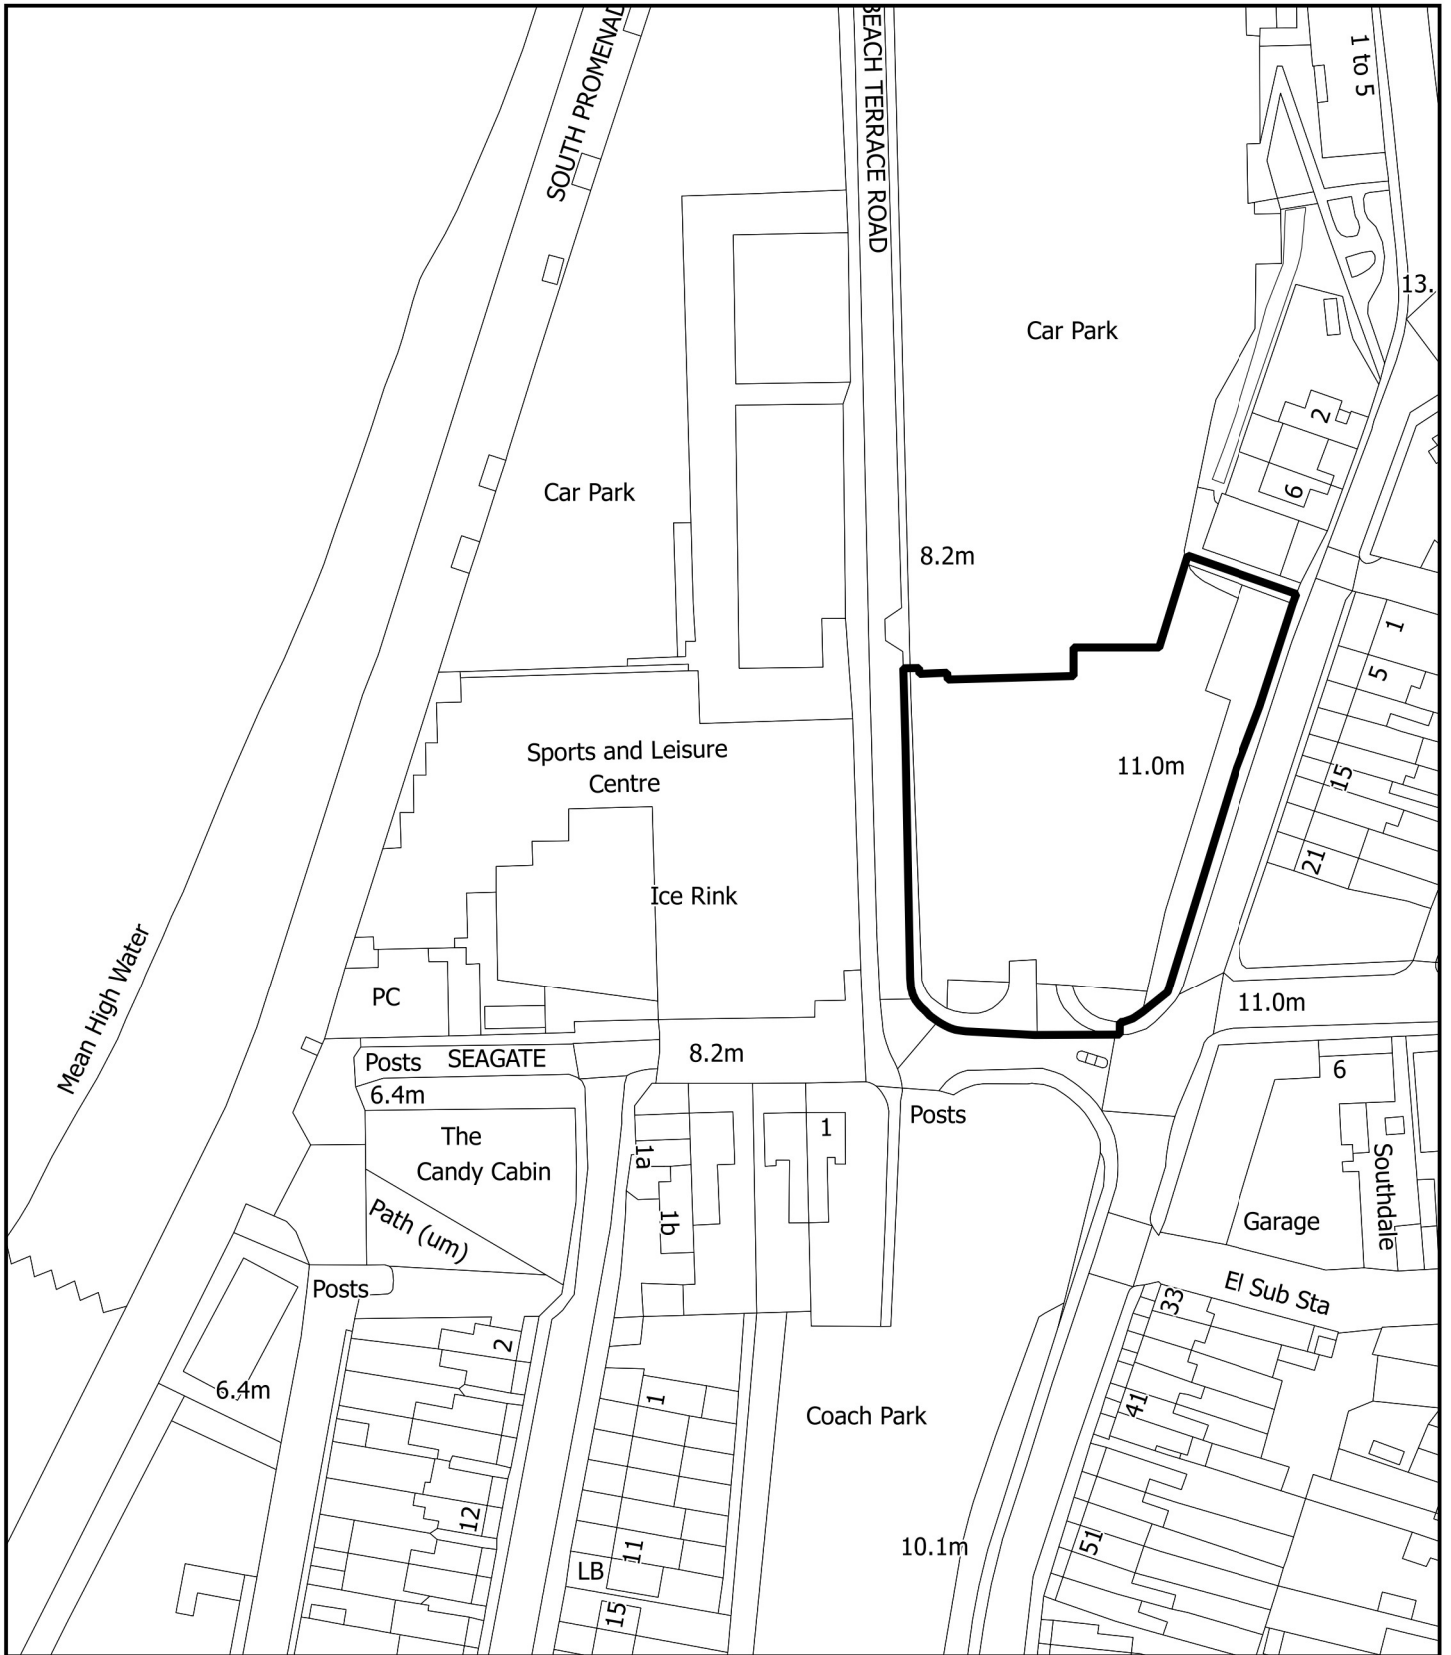 SOUTH PROMENAD
BEACH TERRACE ROAD
1 to 5
13.
Car Park
2
6
Car Park
8.2m
1
5
Sports and Leisure
Centre
11.0m
15
21
Ice Rink
Mean High Water
PC
11.0m
Posts
SEAGATE
8.2m
6.4m
6
Posts
1
The
Candy Cabin
1a
Southdale
Path (um)
1b
Garage
Posts
El Sub Sta
33
2
6.4m
1
41
Coach Park
12
11
10.1m
51
LB
15